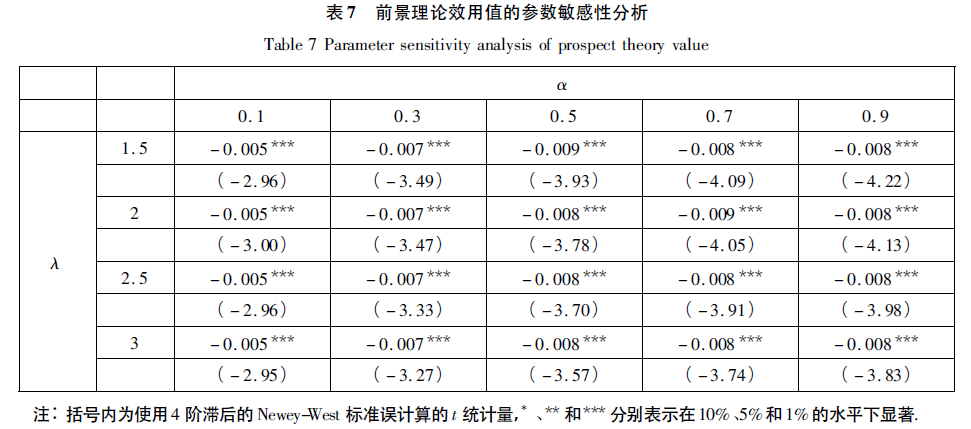 表7 前景理论效用值的参数敏感性分析
Table 7 Parameter sensitivity analysis of prospect theory value
α
0.1 0.3 0.5 0.7 0.9
1.5 -0.005*** -0.007*** -0.009*** -0.008*** -0.008***
(-2.96) (-3.49) (-3.93) (-4.09) (-4.22)
2 -0.005*** -0.007*** -0.008*** -0.009*** -0.008***
(-3.00) (-3.47) (-3.78) (-4.05) (-4.13)
λ
2.5 -0.005*** -0.007*** -0.008*** -0.008*** -0.008***
(-2.96) (-3.33) (-3.70) (-3.91) (-3.98)
3 -0.005*** -0.007*** -0.008*** -0.008*** -0.008***
(-2.95) (-3.27) (-3.57) (-3.74) (-3.83)
注: 括号内为使用4阶滞后的Newey-West标准误计算的t统计量,*、**和***分别表示在10%、5%和1%的水平下显著.